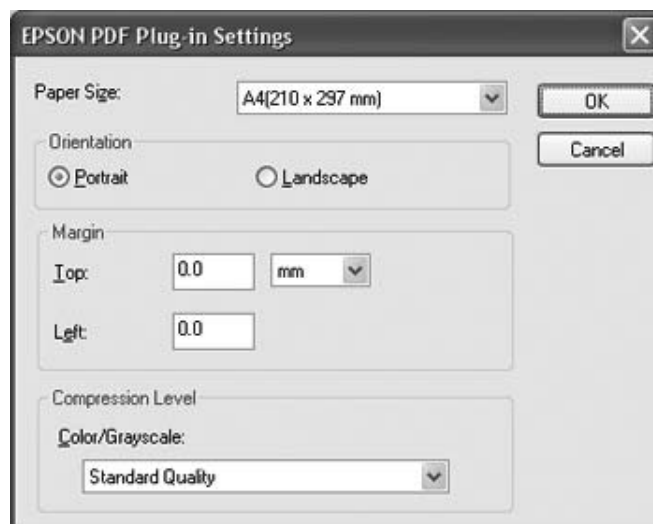 EPSON PDF Plug-in Settings
Paper Size: A4(210 x 297 mm) OK
Cancel
Orientation
Portrait Landscape
Margin
Top: 0.0 mm
Left: 0.0
Compression Level
Color/Grayscale:
Standard Quality